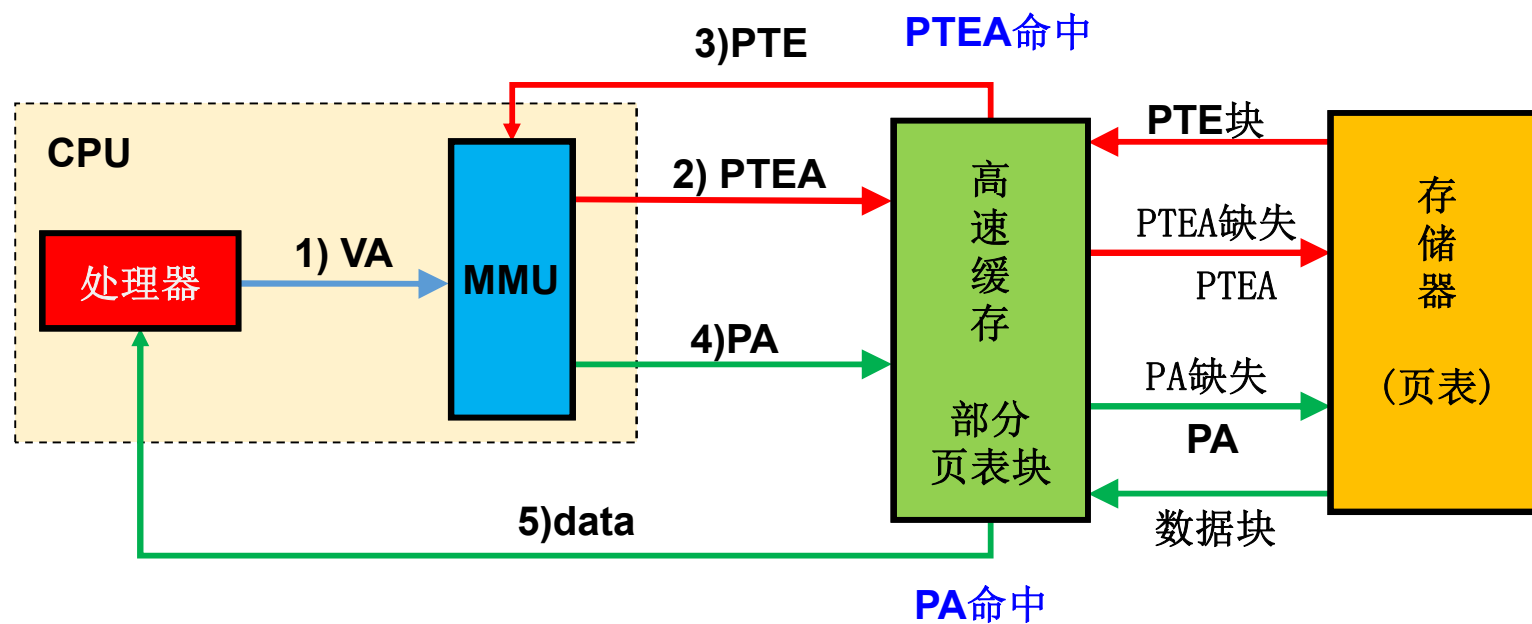 3)PTE
PTEA命中
CPU
PTE块
2) PTEA
高
速
缓
存
部分
页表块
存
储
器
(页表)
1) VA
MMU
处理器
PTEA缺失
PTEA
4)PA
PA缺失
PA
5)data
数据块
PA命中